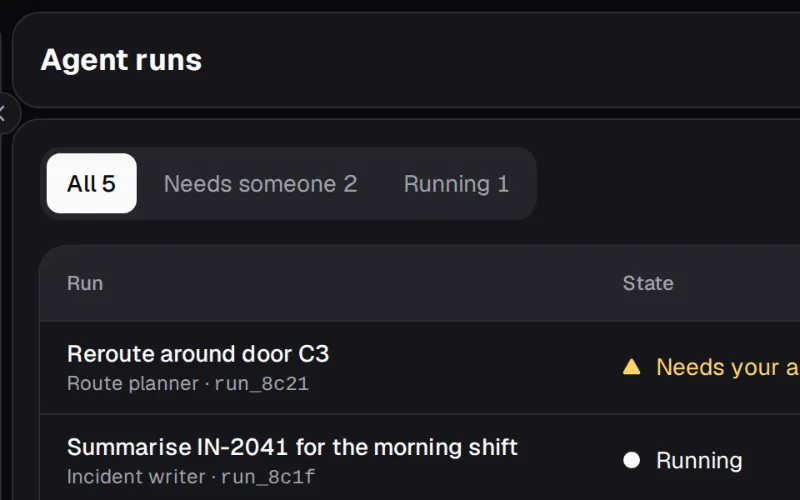 Agent runs
All 5 Needs someone 2 Running 1
Run State
Reroute around door C3
Route planner · run_8c21
Needs your
Summarise IN-2041 for the morning shift
Incident writer · run_8c1f
Running